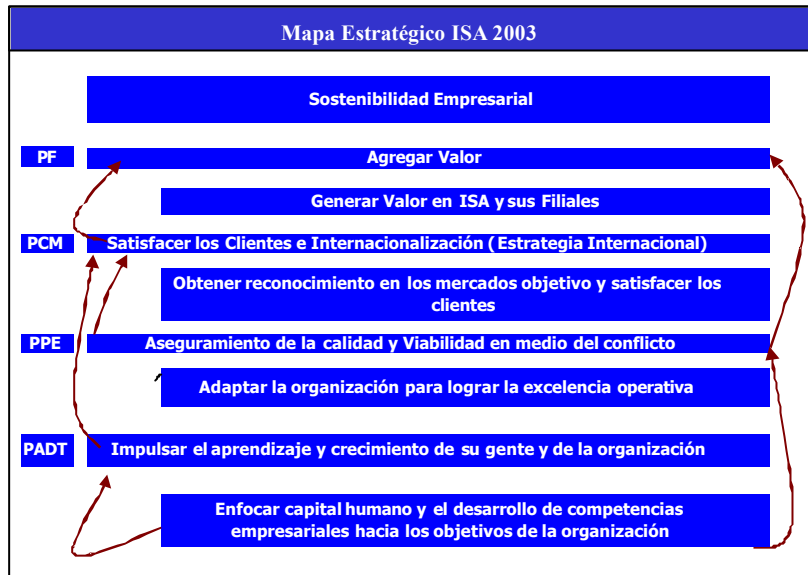 Mapa Estratégico ISA 2003
Sostenibilidad Empresarial
PF
Agregar Valor
Generar Valor en ISA y sus Filiales
PCM
Satisfacer los Clientes e Internacionalización (Estrategia Internacional)
Obtener reconocimiento en los mercados objetivo y satisfacer los
clientes
PPE
Aseguramiento de la calidad y Viabilidad en medio del conflicto
Adaptar la organización para lograr la excelencia operativa
PADT
Impulsar el aprendizaje y crecimiento de su gente y de la organización
Enfocar capital humano y el desarrollo de competencias
empresariales hacia los objetivos de la organización